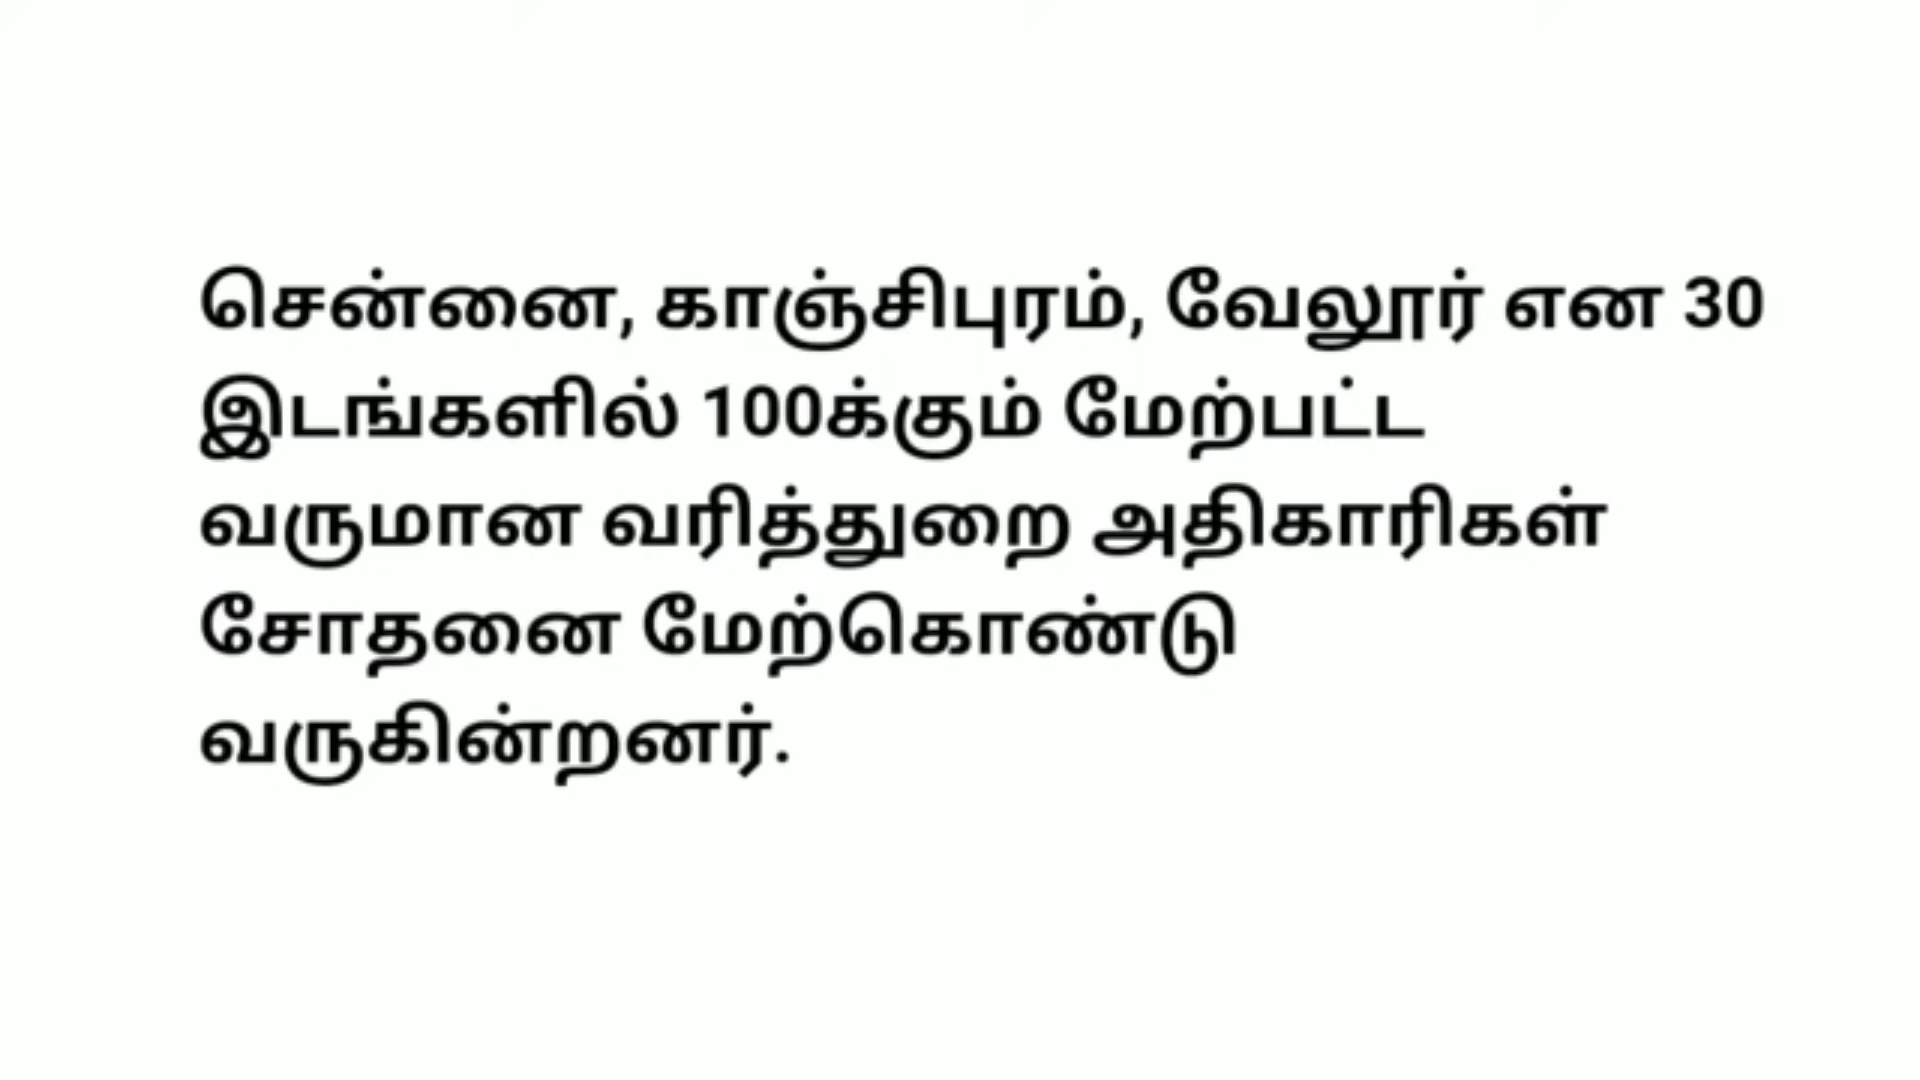 சென்னை, காஞ்சிபுரம், வேலூர் என 30
இடங்களில் 100க்கும் மேற்பட்ட
வருமான வரித்துறை அதிகாரிகள்
சோதனை மேற்கொண்டு
வருகின்றனர்.